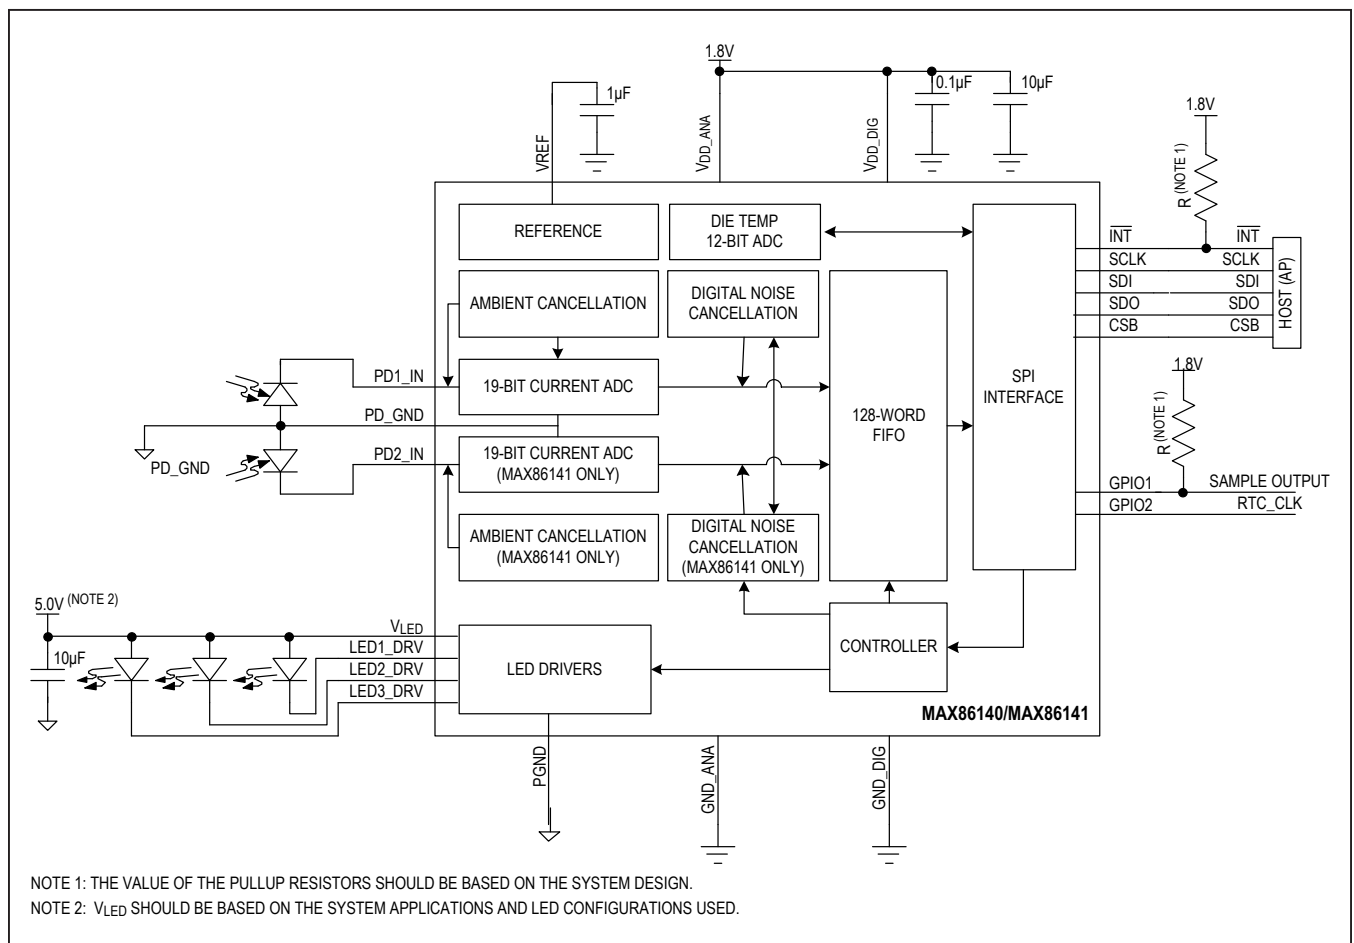 1.8V
1µF
0.1µF
10µF
1.8V
VREF
VDD_ANA
VDD_DIG
R (NOTE 1)
REFERENCE
DIE TEMP
12-BIT ADC
INT
INT
SCLK
SCLK
SDI
SDI
SDO
SDO
CSB
CSB
HOST (AP)
AMBIENT CANCELLATION
DIGITAL NOISE
CANCELLATION
1.8V
PD1_IN
19-BIT CURRENT ADC
SPI
INTERFACE
128-WORD
FIFO
R (NOTE 1)
PD_GND
PD_GND
PD2_IN
19-BIT CURRENT ADC
(MAX86141 ONLY)
GPIO1
SAMPLE OUTPUT
GPIO2
RTC_CLK
AMBIENT CANCELLATION
(MAX86141 ONLY)
DIGITAL NOISE
CANCELLATION
(MAX86141 ONLY)
5.0V (NOTE 2)
10µF
VLED
LED1_DRV
LED2_DRV
LED3_DRV
LED DRIVERS
CONTROLLER
MAX86140/MAX86141
PGND
GND_ANA
GND_DIG
NOTE 1: THE VALUE OF THE PULLUP RESISTORS SHOULD BE BASED ON THE SYSTEM DESIGN.
NOTE 2: VLED SHOULD BE BASED ON THE SYSTEM APPLICATIONS AND LED CONFIGURATIONS USED.